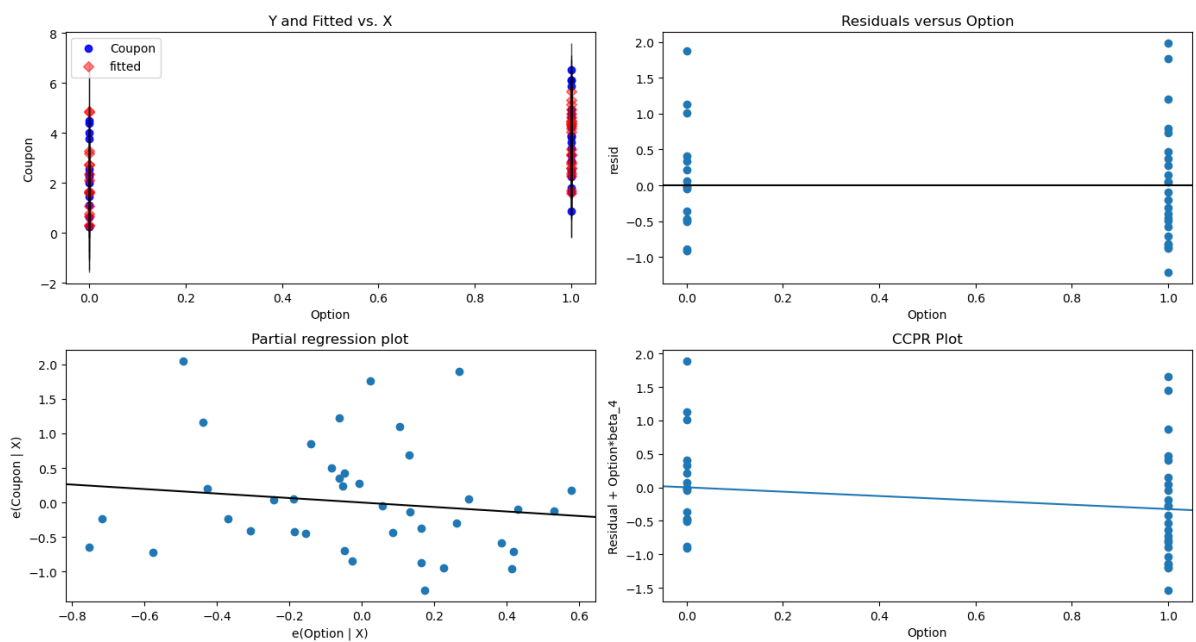 Y and Fitted vs. X
8
6
4
2
0
−2
Coupon
Coupon
fitted
0.0 0.2 0.4 0.6 0.8 1.0
Option
Residuals versus Option
2.0
1.5
1.0
0.5
0.0
−0.5
−1.0
resid
0.0 0.2 0.4 0.6 0.8 1.0
Option
Partial regression plot
2.0
1.5
1.0
0.5
0.0
−0.5
−1.0
e(Coupon | X)
−0.8 −0.6 −0.4 −0.2 0.0 0.2 0.4 0.6
e(Option | X)
CCPR Plot
2.0
1.5
1.0
0.5
0.0
−0.5
−1.0
−1.5
Residual + Option*beta_4
0.0 0.2 0.4 0.6 0.8 1.0
Option